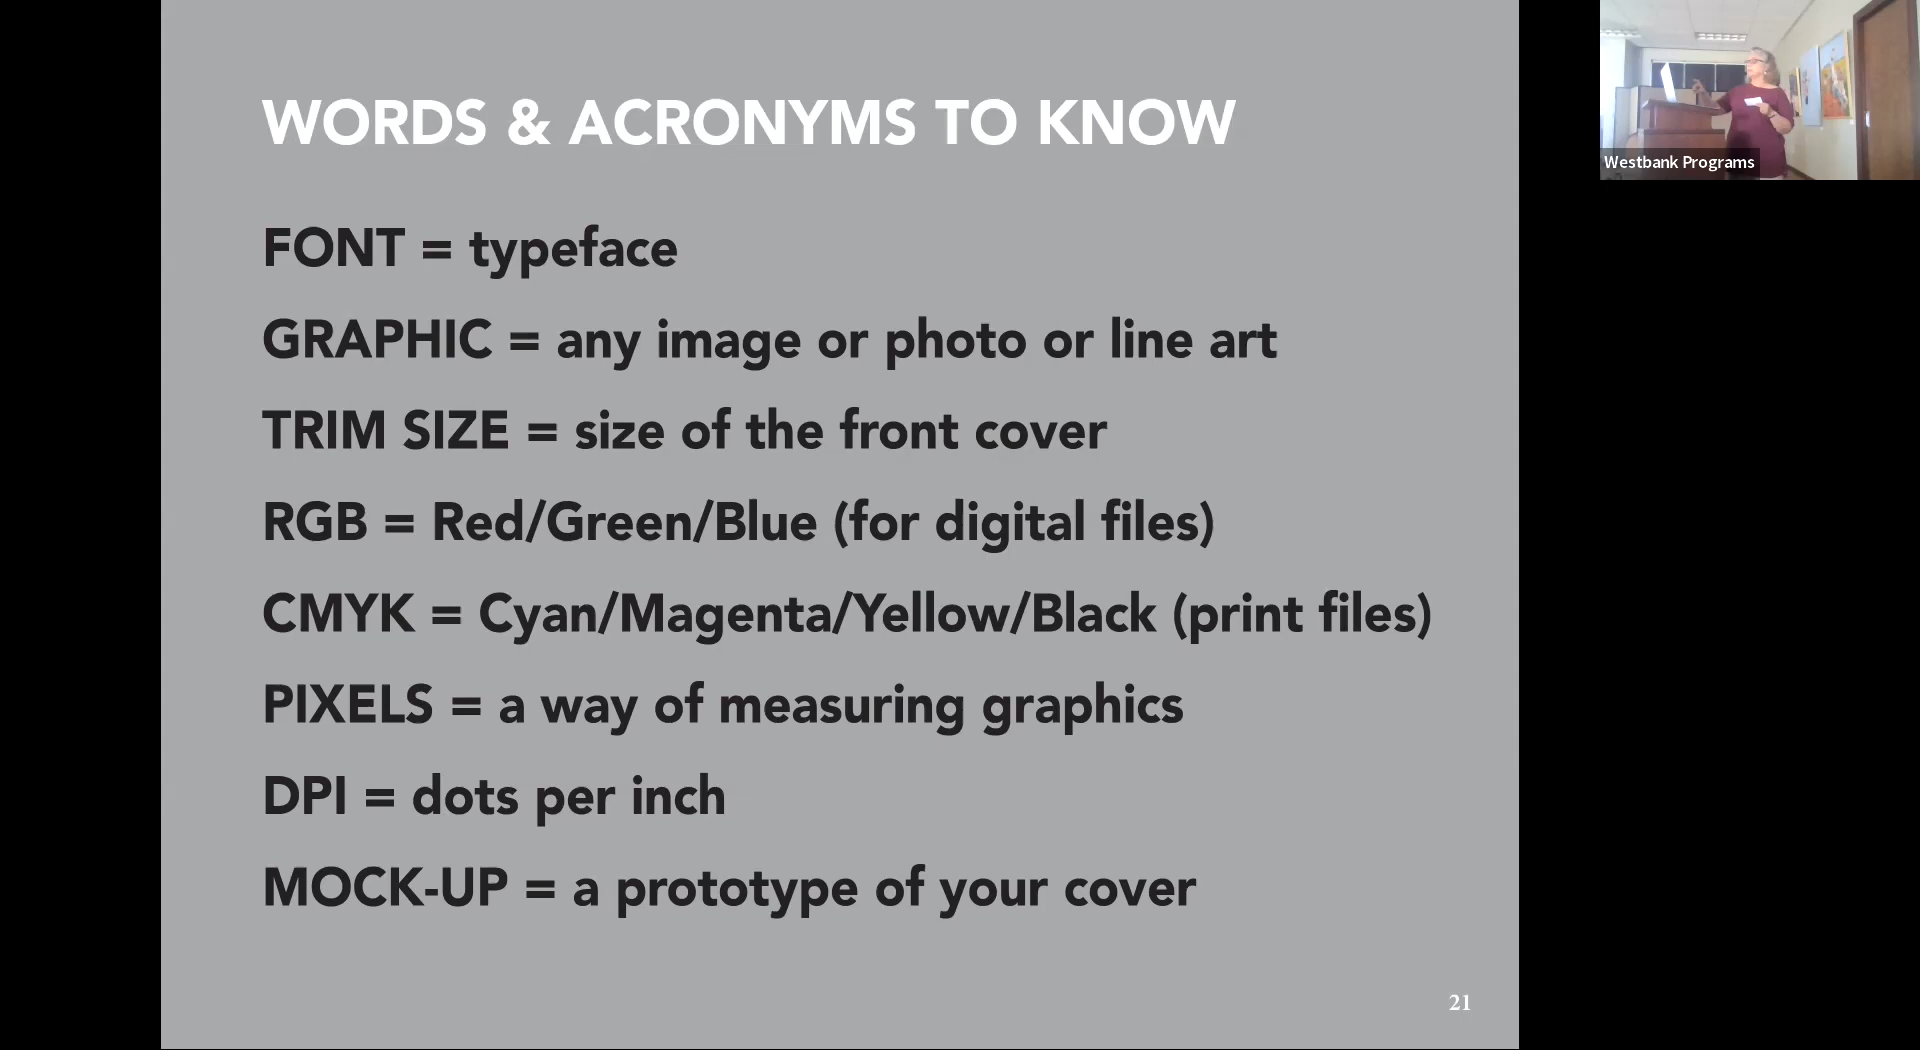 WORDS & ACRONYMS TO KNOW
FONT = typeface
GRAPHIC = any image or photo or line art
TRIM SIZE = size of the front cover
RGB = Red/Green/Blue (for digital files)
CMYK = Cyan/Magenta/Yellow/Black (print files)
PIXELS = a way of measuring graphics
DPI = dots per inch
MOCK-UP = a prototype of your cover
21
Westbank Programs